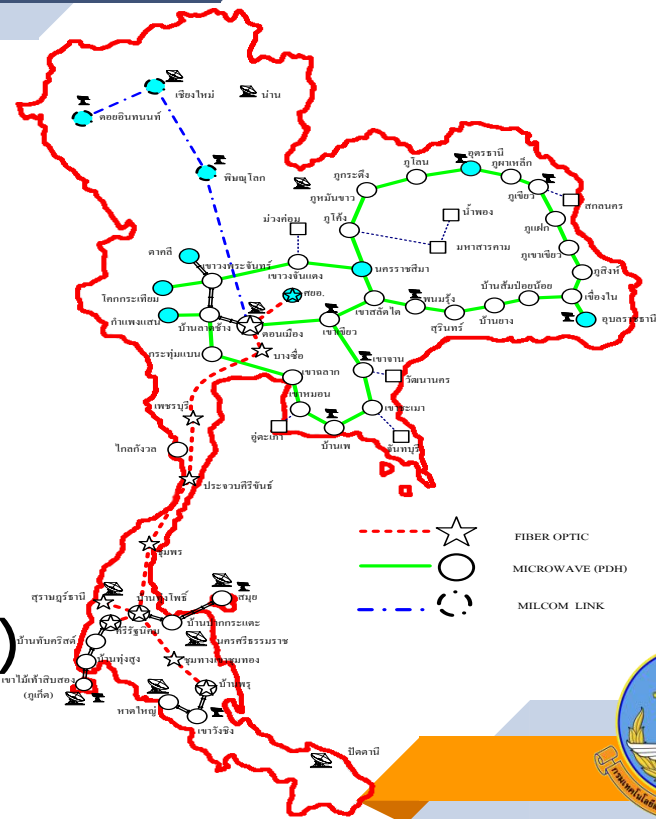 น่าน
เชียงใหม่
ดอยอินทนนท์
พิษณุโลก
อุดรธานี
ภูโลน
ภูผาเหล็ก
ภูกระดึง
ภูเขียว
ภูหมันขาว
สกลนคร
น้ำพอง
ม่วงค่อม
ภูโค้ง
ภูแฝก
มหาสารคาม
ตาคลี
ภูเขาเขียว
เขาวงพระจันทร์
เขาวงจันแดง
นครราชสีมา
ภูสิงห์
โคกกระเทียม
สยอ.
บ้านส้มป่อยน้อย
เขื่องใน
กำแพงแสน
เขาสลัดได
พนมรุ้ง
บ้านลาดช้าง
ดอนเมือง
เขาเขียว
สุรินทร์
บ้านยาง
อุบลราชธานี
กระทุ่มแบน
บางซื่อ
เขาฉลาก
เขาจาน
วัฒนานคร
เขาหมอน
เพชรบุรี
เขาชะเมา
อู่ตะเภา
บ้านเพ
จันทบุรี
ไกลกังวล
ประจวบคีรีขันธ์
FIBER OPTIC
ชุมพร
MICROWAVE (PDH)
สุราษฎร์ธานี
บ้านทุ่งโพธิ์
สมุย
MILCOM LINK
คีรีรัฐนิคม
บ้านปากกระแดะ
)
บ้านทับคริสต์
นครศรีธรรมราช
บ้านทุ่งสูง
ชุมทางเขาชุมทอง
เขาไม้เท้าสิบสอง
(ภูเก็ต)
บ้านพรุ
หาดใหญ่
เขาวังชิง
ปัตตานี